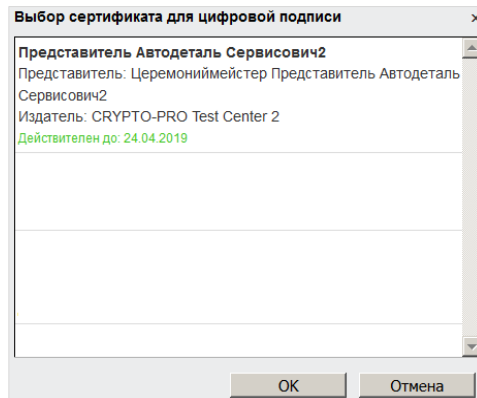 Выбор сертификата для цифровой подписи
Представитель Автодеталь Сервисович2
Представитель: Церемониймейстер Представитель Автодеталь
Сервисович2
Издатель: CRYPTO-PRO Test Center 2
Действителен до: 24.04.2019
OK
Отмена